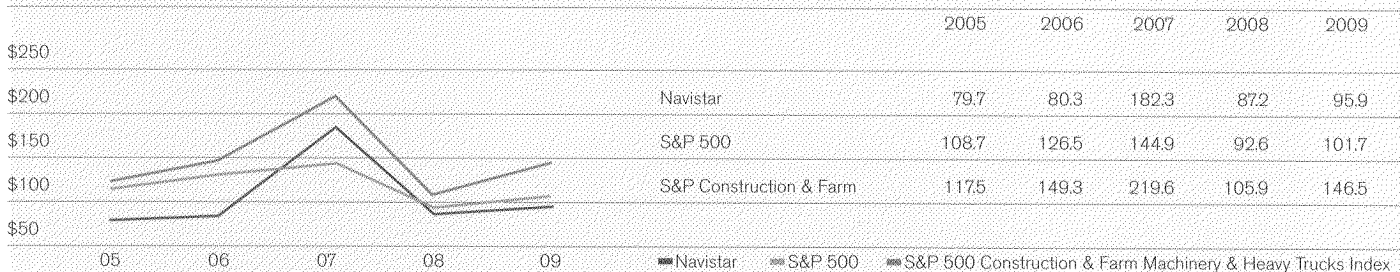 2005 2006 2007 2008 2009
$250
$200
Navistar 79.7 80.3 182.3 87.2 95.9
$150
S&P 500 108.7 126.5 144.9 92.6 101.7
$100
S&P Construction & Farm 117.5 149.3 219.6 105.9 146.5
$50
05 06 07 08 09
Navistar S&P 500 S&P 500 Construction & Farm Machinery & Heavy Trucks Index